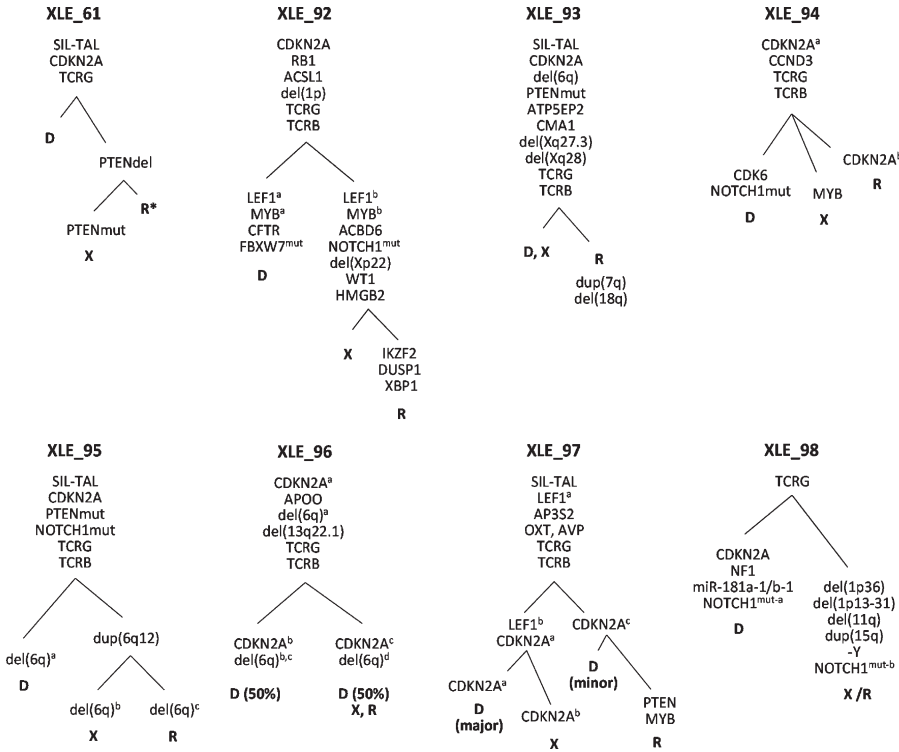 XLE_61
SIL-TAL
CDKN2A
TCRG
D
PTENdel
R*
PTENmut
X
XLE_92
CDKN2A
RB1
ACSL1
del(1p)
TCRG
TCRB
LEF1ᵃ
MYBᵃ
CFTR
FBXW7ᵐᵘᵗ
D
LEF1ᵇ
MYBᵇ
ACBD6
NOTCH1ᵐᵘᵗ
del(Xp22)
WT1
HMGB2
X
IKZF2
DUSP1
XBP1
R
XLE_93
SIL-TAL
CDKN2A
del(6q)
PTENmut
ATP5EP2
CMA1
del(Xq27.3)
del(Xq28)
TCRG
TCRB
D, X
R
dup(7q)
del(18q)
XLE_94
CDKN2Aᵃ
CCND3
TCRG
TCRB
CDK6
NOTCH1mut
D
MYB
X
CDKN2Aᵇ
R
XLE_95
SIL-TAL
CDKN2A
PTENmut
NOTCH1mut
TCRG
TCRB
del(6q)ᵃ
D
dup(6q12)
del(6q)ᵇ
X
del(6q)ᶜ
R
XLE_96
CDKN2Aᵃ
APOO
del(6q)ᵃ
del(13q22.1)
TCRG
TCRB
CDKN2Aᵇ
del(6q)ᵇ,ᶜ
D (50%)
CDKN2Aᶜ
del(6q)ᵈ
D (50%)
X, R
XLE_97
SIL-TAL
LEF1ᵃ
AP3S2
OXT, AVP
TCRG
TCRB
LEF1ᵇ
CDKN2Aᵃ
CDKN2Aᵃ
D
(major)
CDKN2Aᵇ
X
CDKN2Aᶜ
D
(minor)
PTEN
MYB
R
XLE_98
TCRG
CDKN2A
NF1
miR-181a-1/b-1
NOTCH1ᵐᵘᵗ⁻ᵃ
D
del(1p36)
del(1p13-31)
del(11q)
dup(15q)
-Y
NOTCH1ᵐᵘᵗ⁻ᵇ
X /R